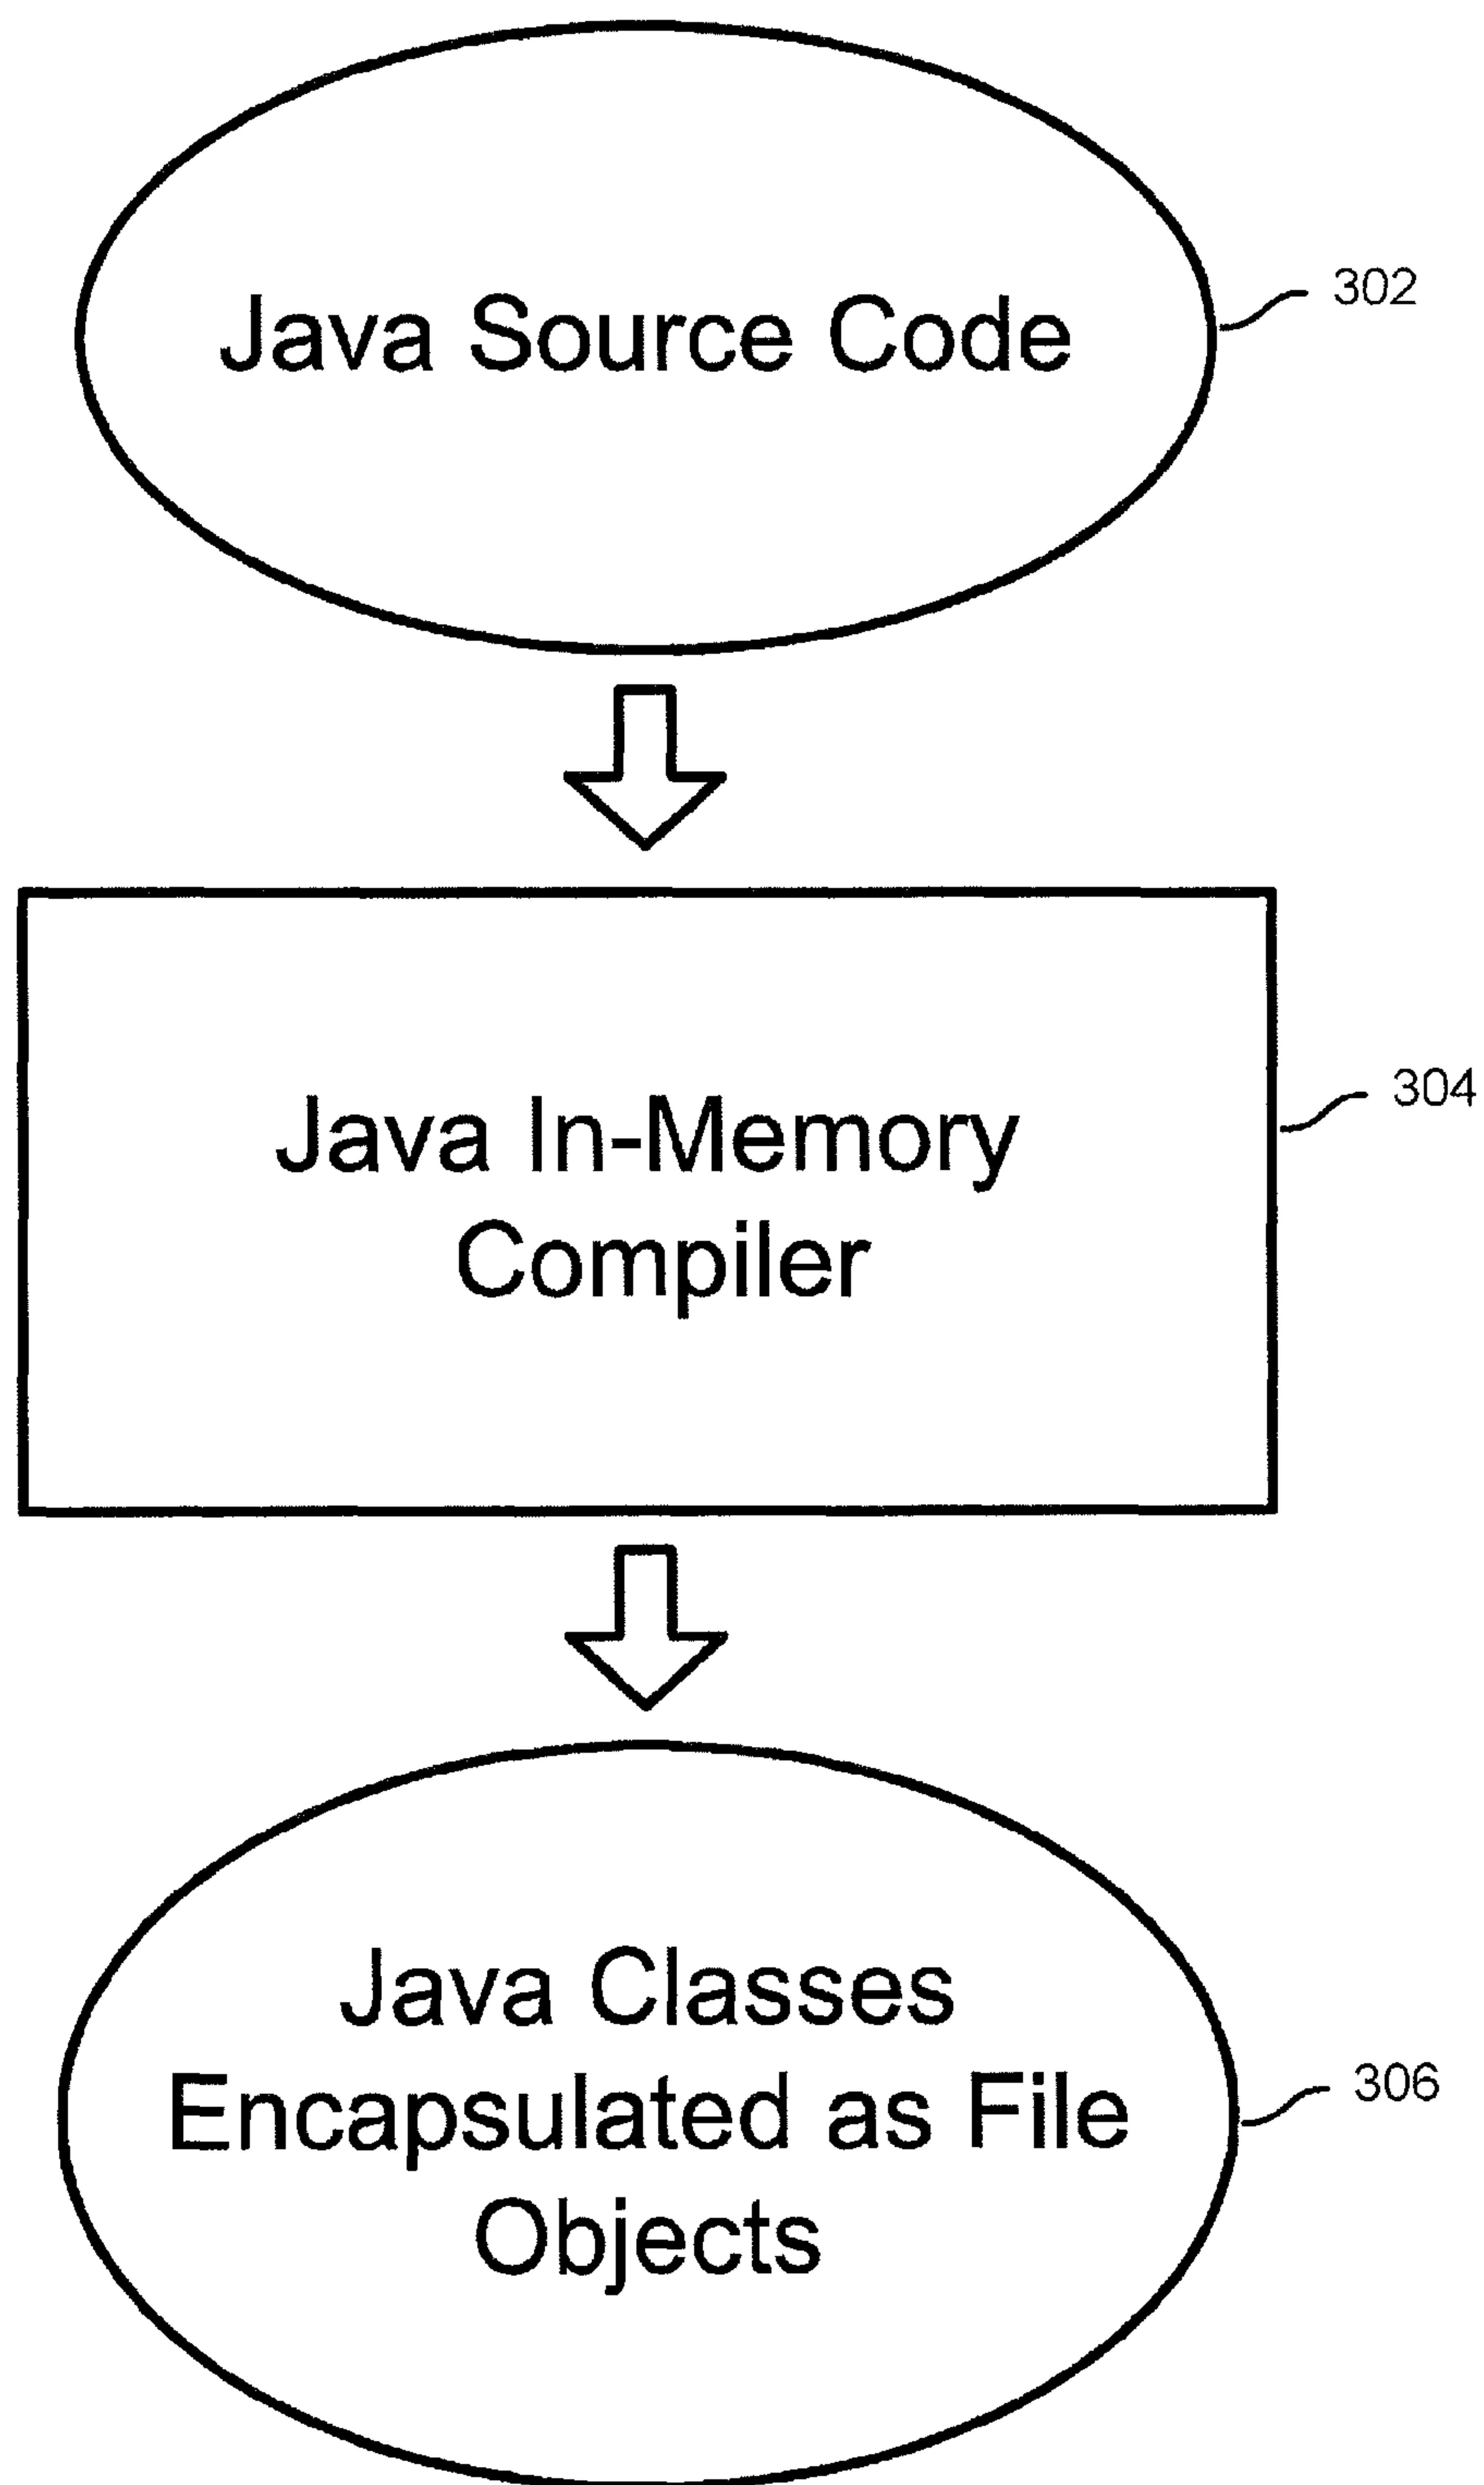 Java Source Code
302
Java In-Memory
Compiler
304
Java Classes
Encapsulated as File
Objects
306